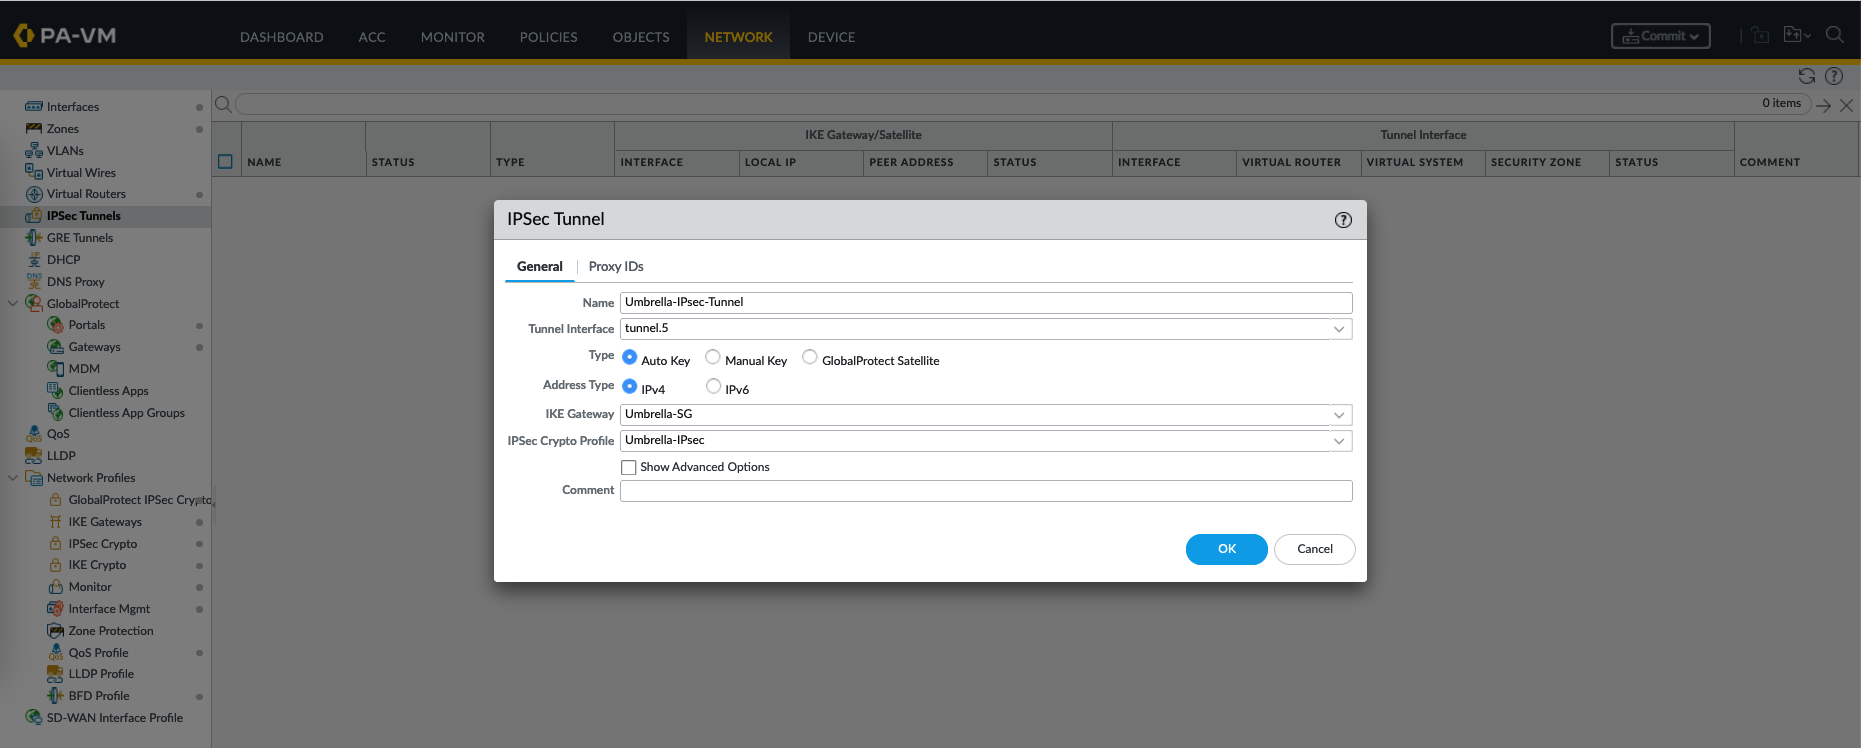 PA-VM
DASHBOARD ACC MONITOR POLICIES OBJECTS NETWORK DEVICE
Commit
Interfaces
Zones
VLANs
Virtual Wires
Virtual Routers
IPSec Tunnels
GRE Tunnels
DHCP
DNS Proxy
GlobalProtect
Portals
Gateways
MDM
Clientless Apps
Clientless App Groups
QoS
LLDP
Network Profiles
GlobalProtect IPSec Crypto
IKE Gateways
IPSec Crypto
IKE Crypto
Monitor
Interface Mgmt
Zone Protection
QoS Profile
LLDP Profile
BFD Profile
SD-WAN Interface Profile
0 items
IKE Gateway/Satellite Tunnel Interface
NAME STATUS TYPE INTERFACE LOCAL IP PEER ADDRESS STATUS INTERFACE VIRTUAL ROUTER VIRTUAL SYSTEM SECURITY ZONE STATUS COMMENT
IPSec Tunnel
General Proxy IDs
Name Umbrella-IPsec-Tunnel
Tunnel Interface tunnel.5
Type Auto Key Manual Key GlobalProtect Satellite
Address Type IPv4 IPv6
IKE Gateway Umbrella-SG
IPSec Crypto Profile Umbrella-IPsec
Show Advanced Options
Comment
OK Cancel